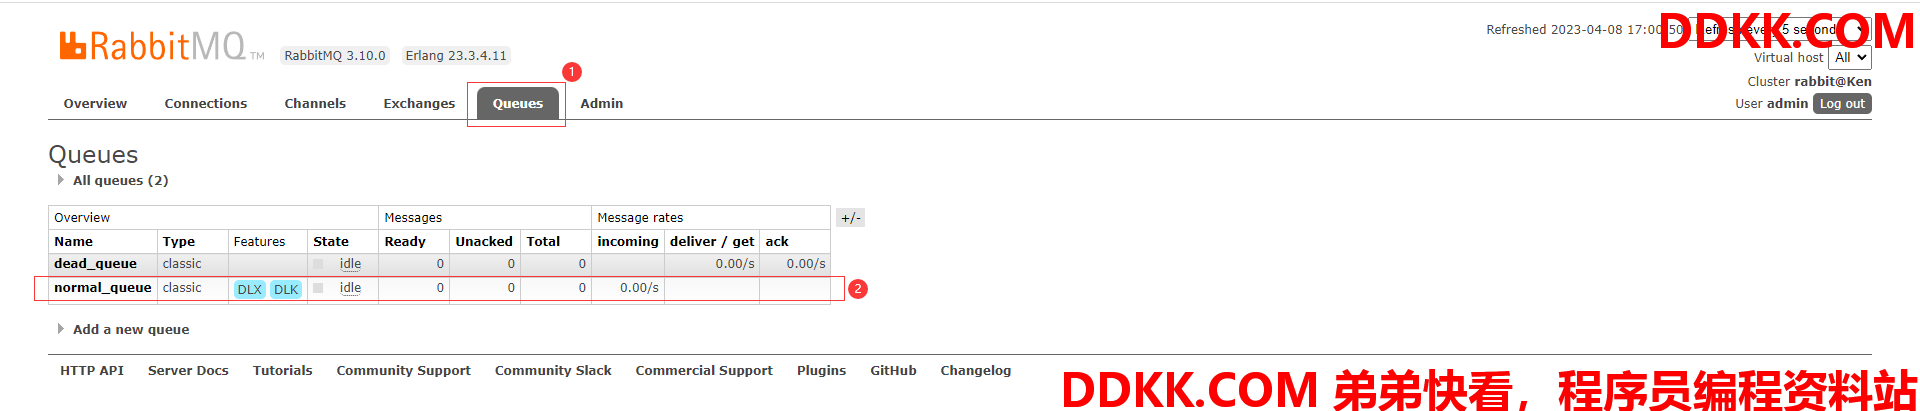 RabbitMQ TM RabbitMQ 3.10.0 Erlang 23.3.4.11
Refreshed 2023-04-08 17:00:50 Refresh every 5 seconds
DDKK.COM
Virtual host All
Cluster rabbit@Ken
User admin Log out
1
Overview Connections Channels Exchanges Queues Admin
Queues
All queues (2)
Overview Messages Message rates +/-
Name Type Features State Ready Unacked Total incoming deliver / get ack
dead_queue classic idle 0 0 0 0.00/s 0.00/s
normal_queue classic DLX DLK idle 0 0 0 0.00/s 2
Add a new queue
HTTP API Server Docs Tutorials Community Support Community Slack Commercial Support Plugins GitHub Changelog
DDKK.COM 弟弟快看，程序员编程资料站